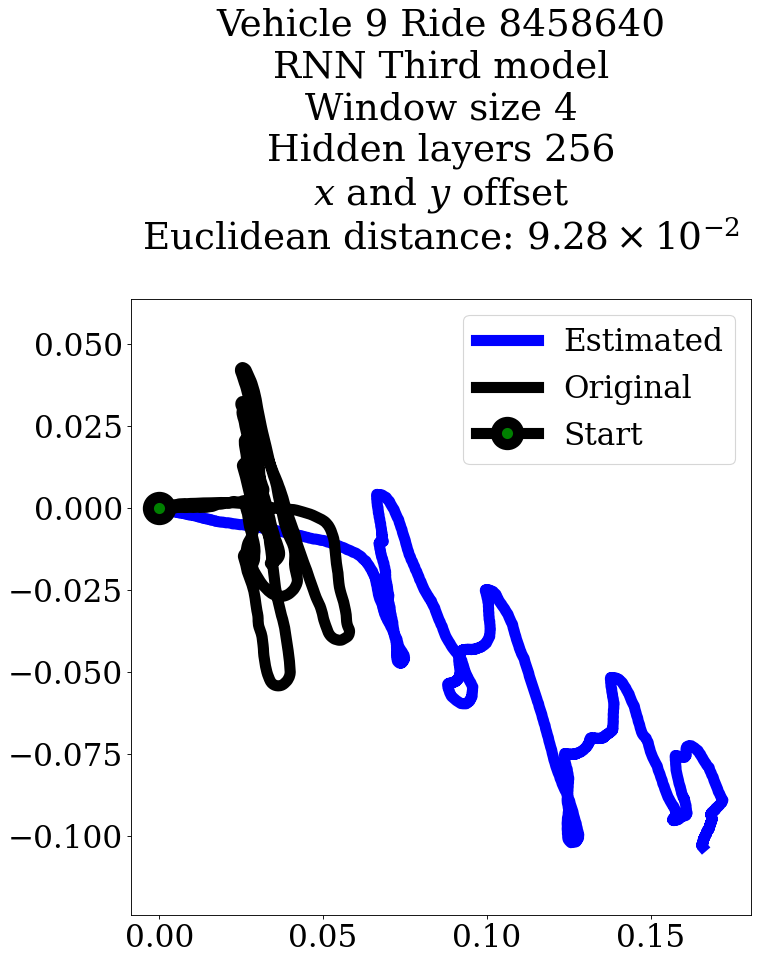 Vehicle 9 Ride 8458640
RNN Third model
Window size 4
Hidden layers 256
x and y offset
Euclidean distance: 9.28 × 10⁻²
Estimated
Original
Start
0.050
0.025
0.000
−0.025
−0.050
−0.075
−0.100
0.00 0.05 0.10 0.15